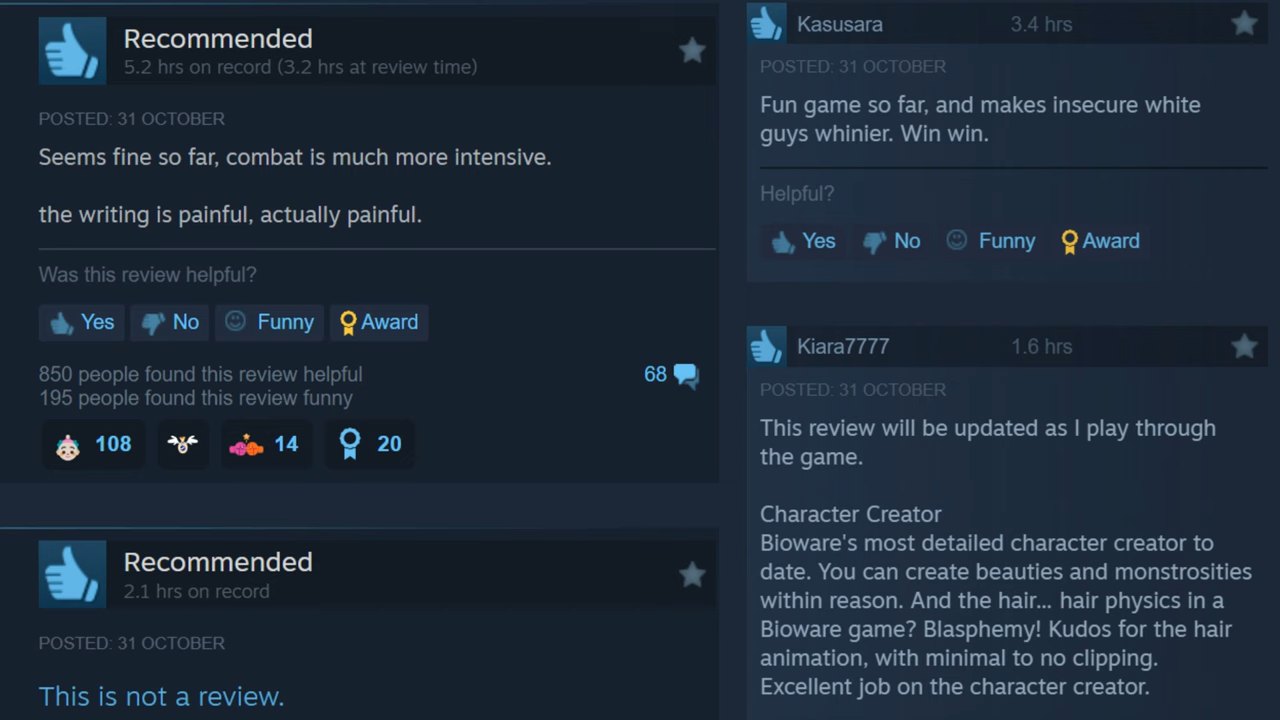 Recommended
5.2 hrs on record (3.2 hrs at review time)
POSTED: 31 OCTOBER
Seems fine so far, combat is much more intensive.
the writing is painful, actually painful.
Was this review helpful?
Yes No Funny Award
850 people found this review helpful
195 people found this review funny
68
108 14 20
Recommended
2.1 hrs on record
POSTED: 31 OCTOBER
This is not a review.
Kasusara 3.4 hrs
POSTED: 31 OCTOBER
Fun game so far, and makes insecure white
guys whinier. Win win.
Helpful?
Yes No Funny Award
Kiara7777 1.6 hrs
POSTED: 31 OCTOBER
This review will be updated as I play through
the game.
Character Creator
Bioware's most detailed character creator to
date. You can create beauties and monstrosities
within reason. And the hair... hair physics in a
Bioware game? Blasphemy! Kudos for the hair
animation, with minimal to no clipping.
Excellent job on the character creator.